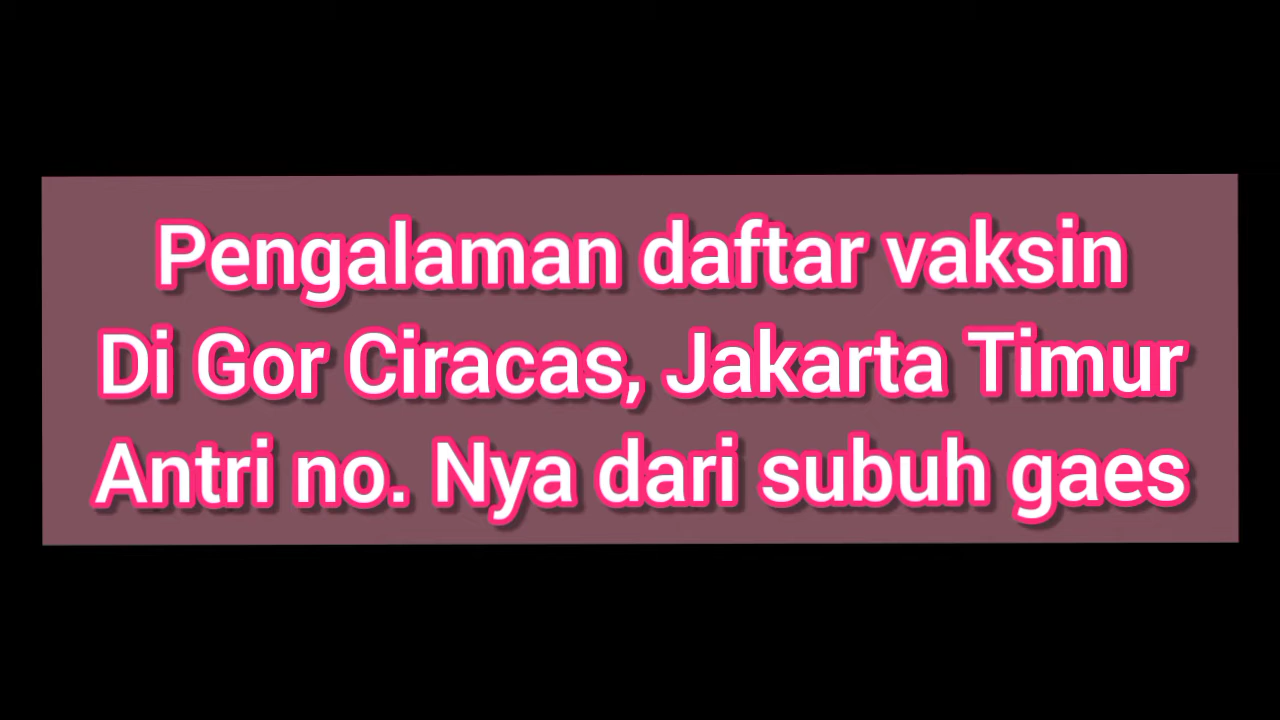 Pengalaman daftar vaksin
Di Gor Ciracas, Jakarta Timur
Antri no. Nya dari subuh gaes